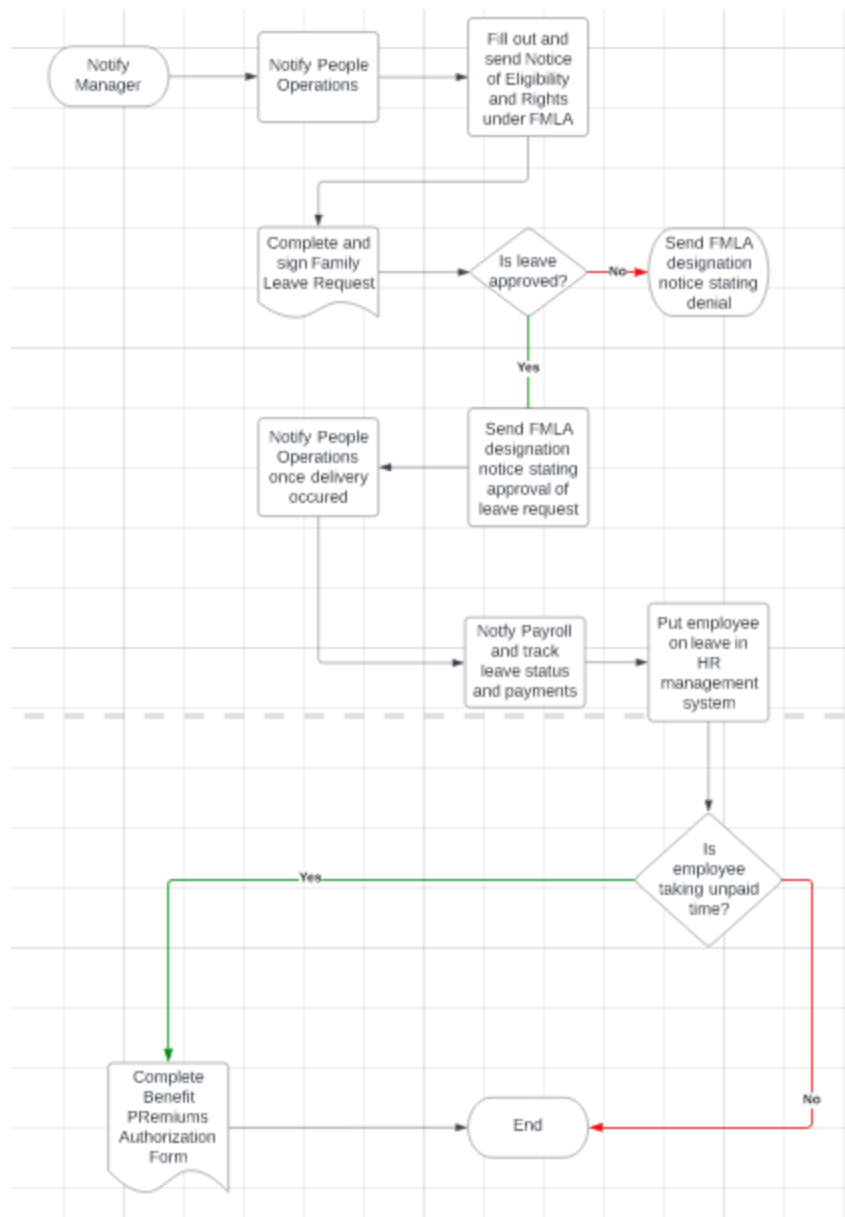 Notify
Manager
Notify People
Operations
Fill out and
send Notice
of Eligibility
and Rights
under FMLA
Complete and
sign Family
Leave Request
Is leave
approved?
No
Send FMLA
designation
notice stating
denial
Yes
Notify People
Operations
once delivery
occured
Send FMLA
designation
notice stating
approval of
leave request
Notfy Payroll
and track
leave status
and payments
Put employee
on leave in
HR
management
system
Is
employee
taking unpaid
time?
Yes
No
Complete
Benefit
PRemiums
Authorization
Form
End